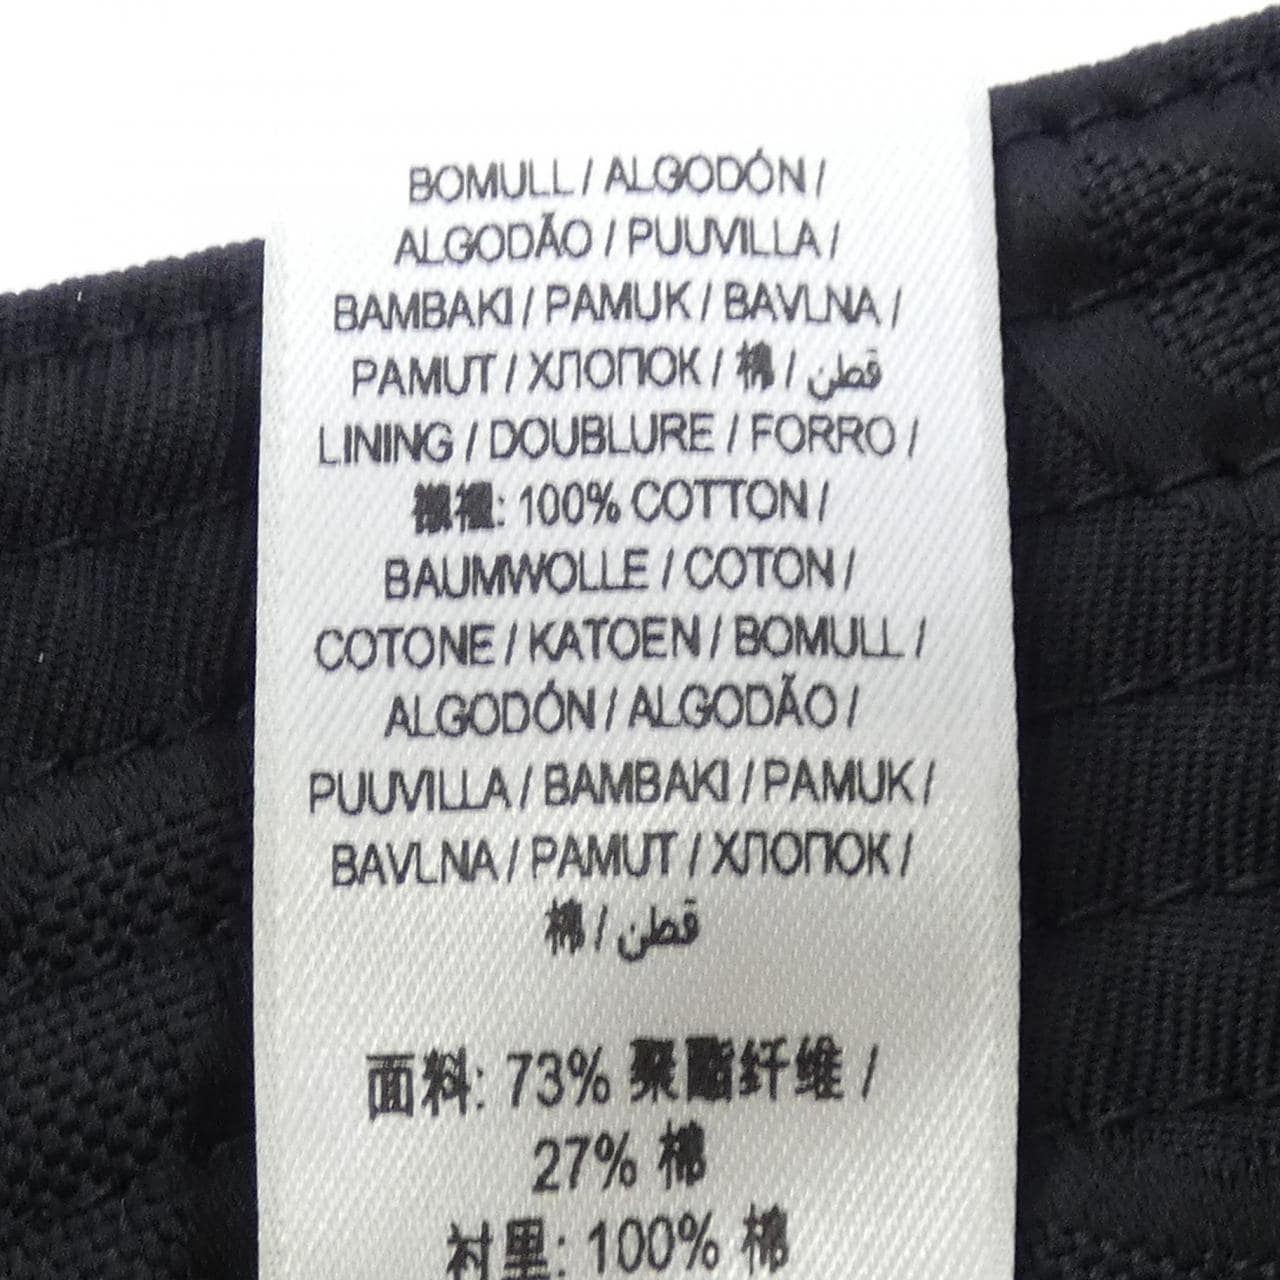 BOMULL / ALGODÓN /
ALGODÃO / PUUVILLA /
BAMBAKI / PAMUK / BAVLNA /
PAMUT / ХЛОПОК / 棉 / قطن
LINING / DOUBLURE / FORRO /
襯裡: 100% COTTON /
BAUMWOLLE / COTON /
COTONE / KATOEN / BOMULL /
ALGODÓN / ALGODÃO /
PUUVILLA / BAMBAKI / PAMUK /
BAVLNA / PAMUT / ХЛОПОК /
棉 / قطن
面料: 73% 聚酯纤维 /
27% 棉
衬里: 100% 棉